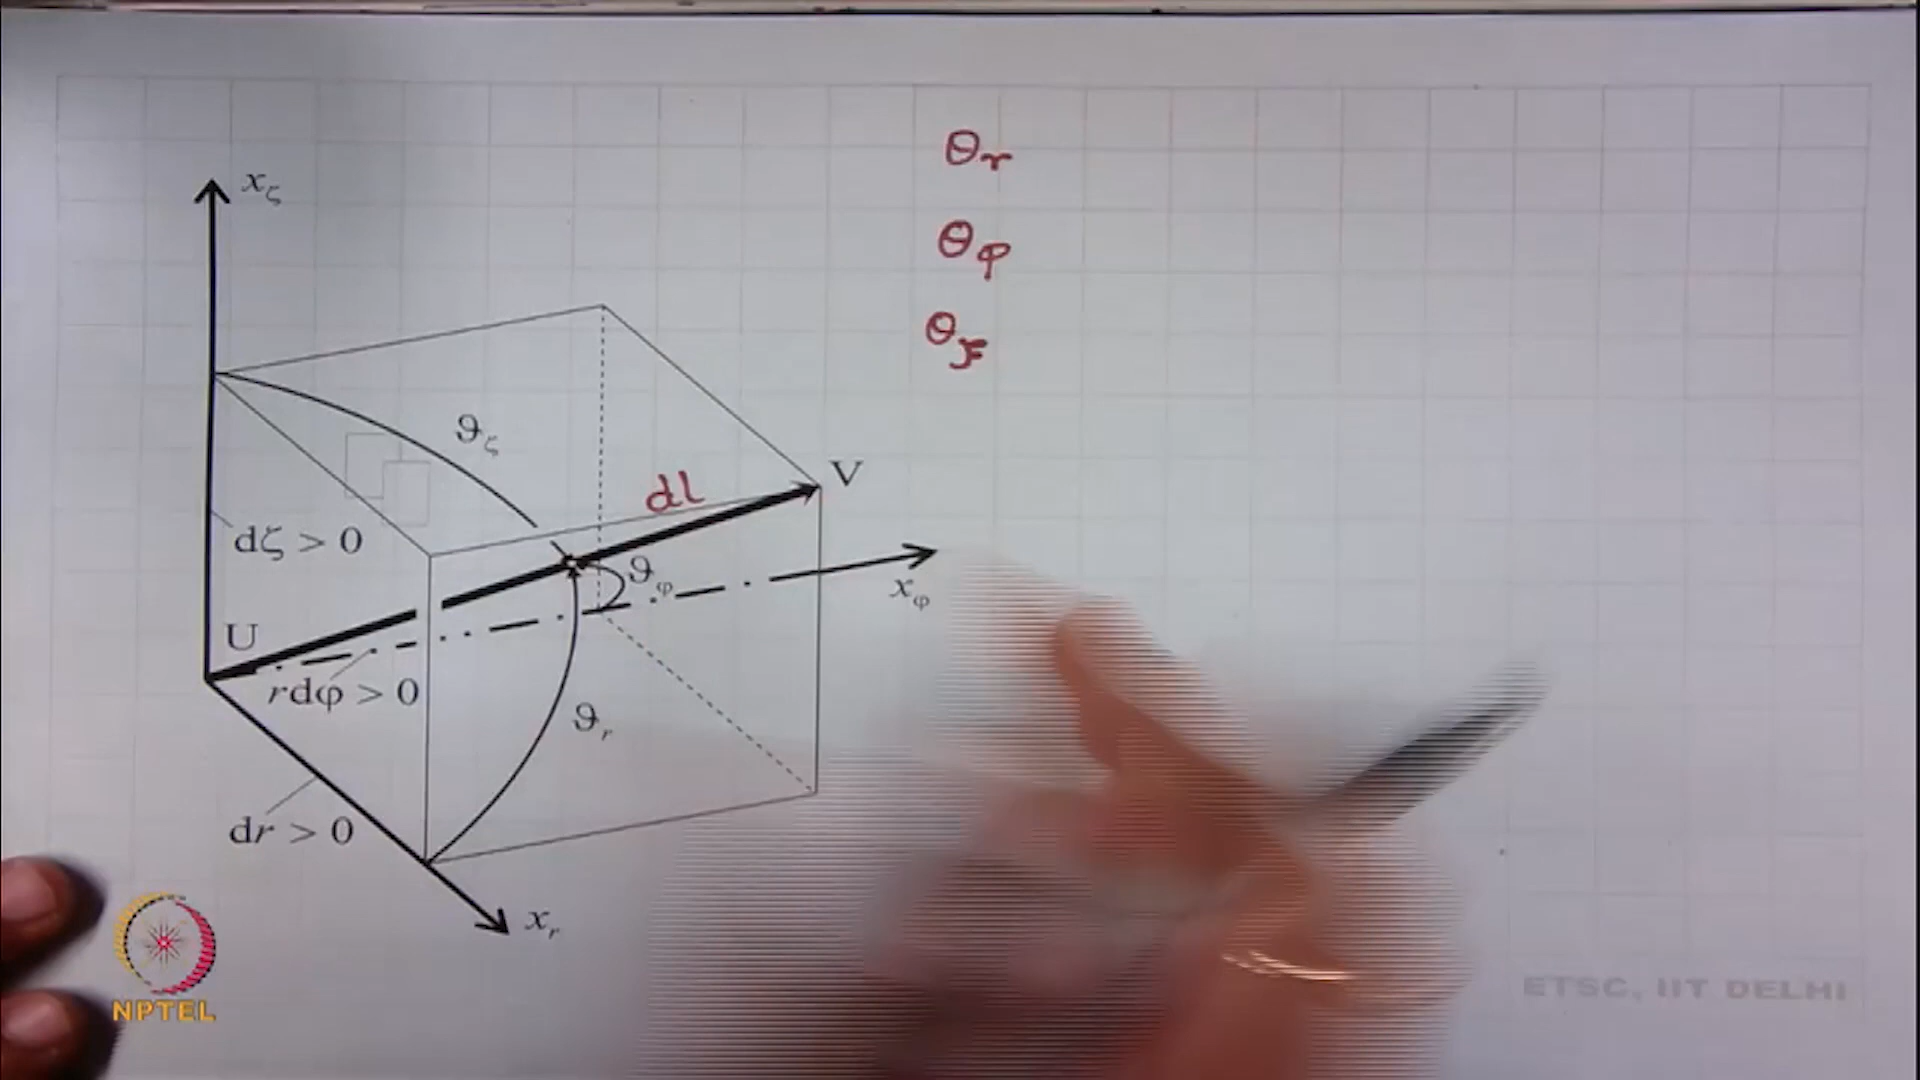 θr
θφ
θζ
xζ
ϑζ
V
dl
dζ > 0
ϑφ
xφ
U
rdφ > 0
ϑr
dr > 0
xr
NPTEL
ETSC, IIT DELHI